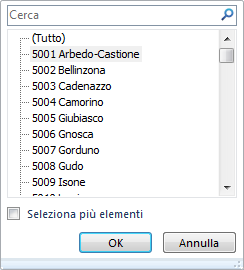 Cerca
(Tutto)
5001 Arbedo-Castione
5002 Bellinzona
5003 Cadenazzo
5004 Camorino
5005 Giubiasco
5006 Gnosca
5007 Gorduno
5008 Gudo
5009 Isone
Seleziona più elementi
OK
Annulla